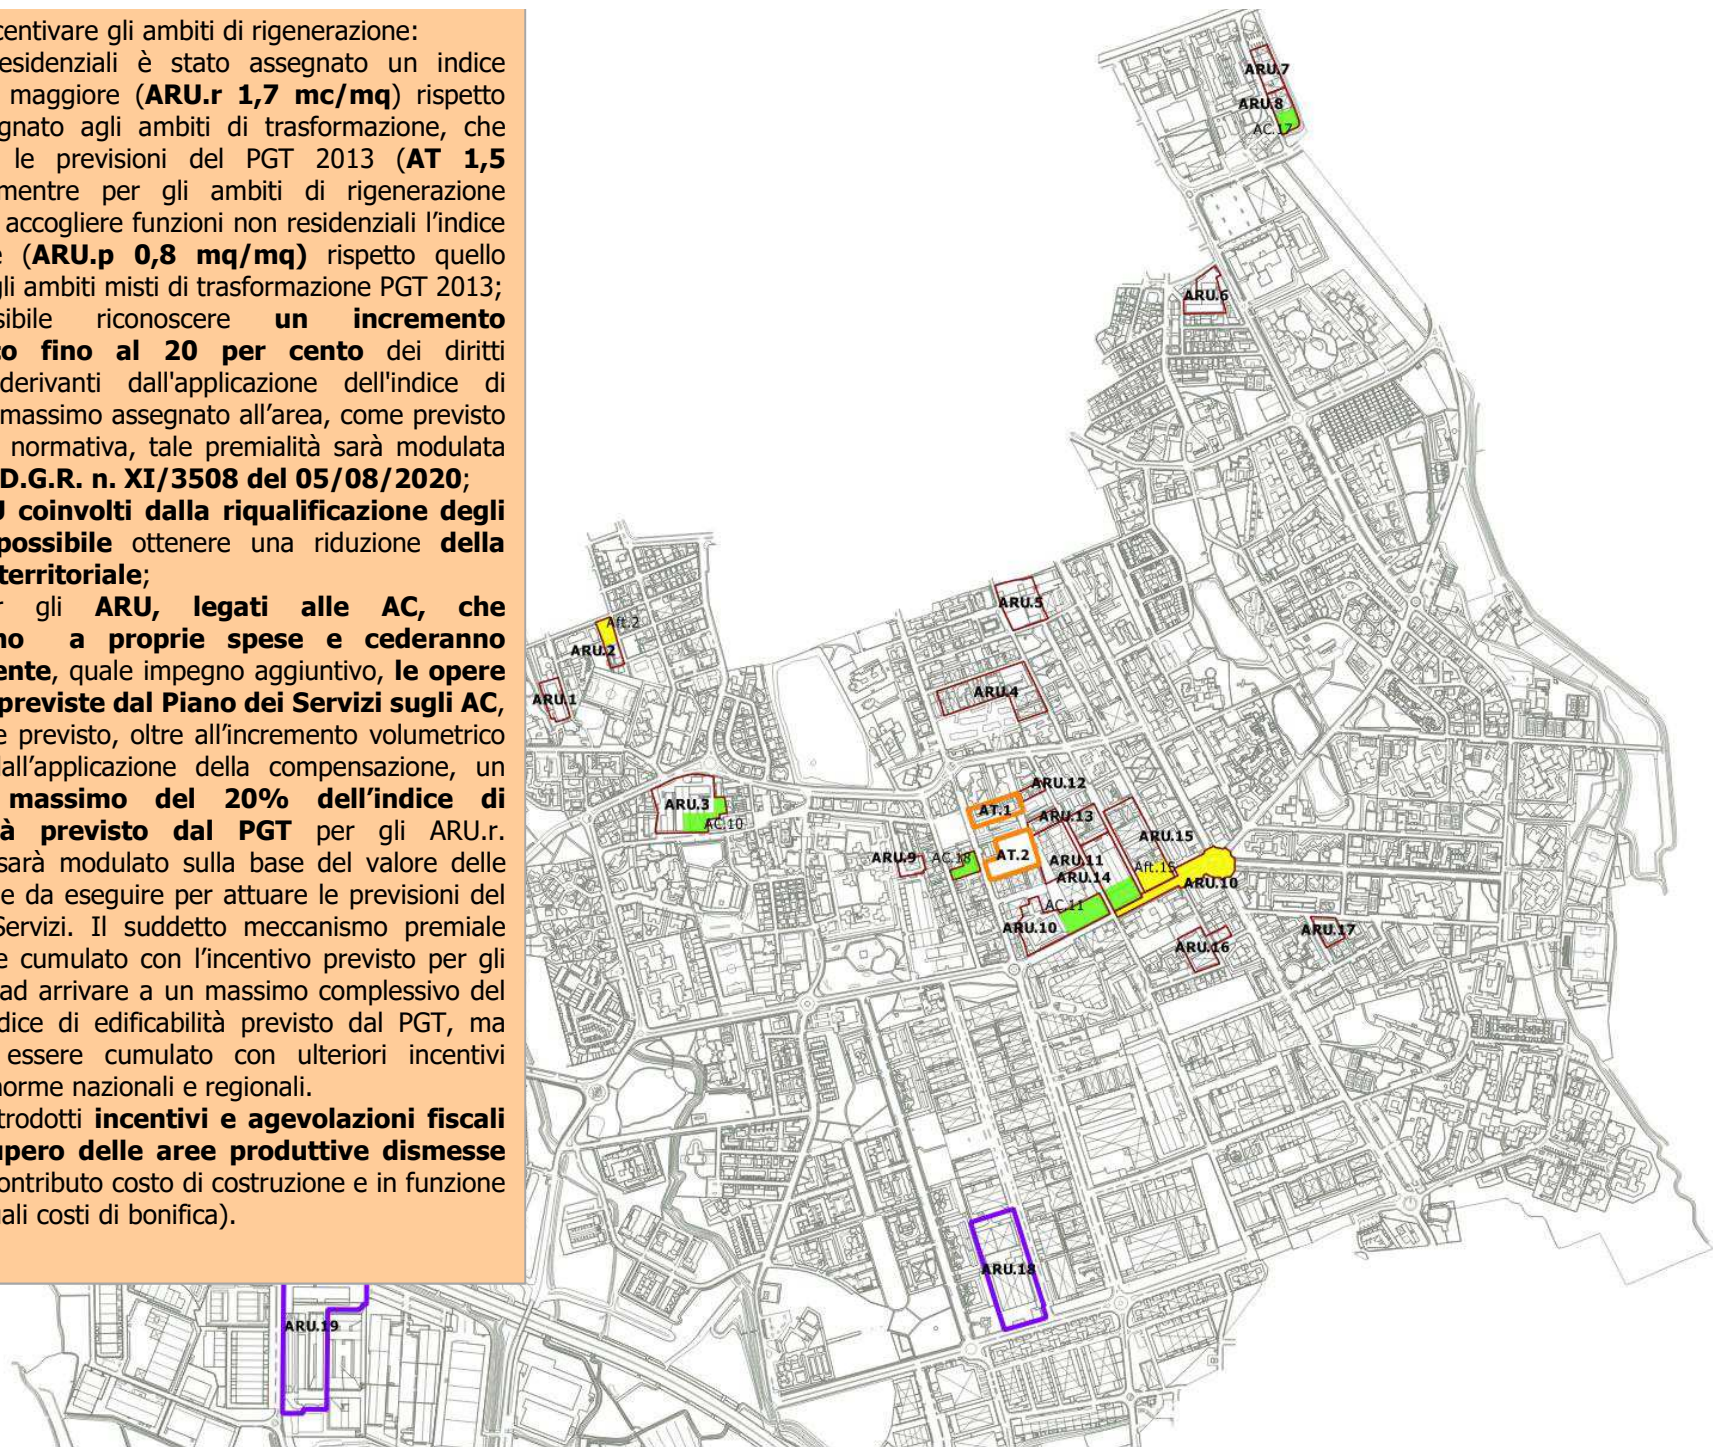 centivare gli ambiti di rigenerazione:
esidenziali è stato assegnato un indice
maggiore (ARU.r 1,7 mc/mq) rispetto
gnato agli ambiti di trasformazione, che
le previsioni del PGT 2013 (AT 1,5
mentre per gli ambiti di rigenerazione
accogliere funzioni non residenziali l’indice
e (ARU.p 0,8 mq/mq) rispetto quello
gli ambiti misti di trasformazione PGT 2013;
sibile riconoscere un incremento
to fino al 20 per cento dei diritti
derivanti dall'applicazione dell'indice di
massimo assegnato all’area, come previsto
normativa, tale premialità sarà modulata
D.G.R. n. XI/3508 del 05/08/2020;
U coinvolti dalla riqualificazione degli
possibile ottenere una riduzione della
territoriale;
r gli ARU, legati alle AC, che
no a proprie spese e cederanno
ente, quale impegno aggiuntivo, le opere
previste dal Piano dei Servizi sugli AC,
e previsto, oltre all’incremento volumetrico
dall’applicazione della compensazione, un
massimo del 20% dell’indice di
tà previsto dal PGT per gli ARU.r.
sarà modulato sulla base del valore delle
e da eseguire per attuare le previsioni del
Servizi. Il suddetto meccanismo premiale
e cumulato con l’incentivo previsto per gli
ad arrivare a un massimo complessivo del
dice di edificabilità previsto dal PGT, ma
essere cumulato con ulteriori incentivi
norme nazionali e regionali.
trodotti incentivi e agevolazioni fiscali
upero delle aree produttive dismesse
contributo costo di costruzione e in funzione
uali costi di bonifica).
ARU.7
ARU.8
AC.17
ARU.6
ARU.5
Aft.2
ARU.2
ARU.1
ARU.4
ARU.12
ARU.3
AT.1
ARU.13
AC.10
ARU.15
ARU.9
AC.18
AT.2
ARU.11
Aft.15
ARU.14
ARU.10
AC.11
ARU.10
ARU.17
ARU.16
ARU.18
ARU.19